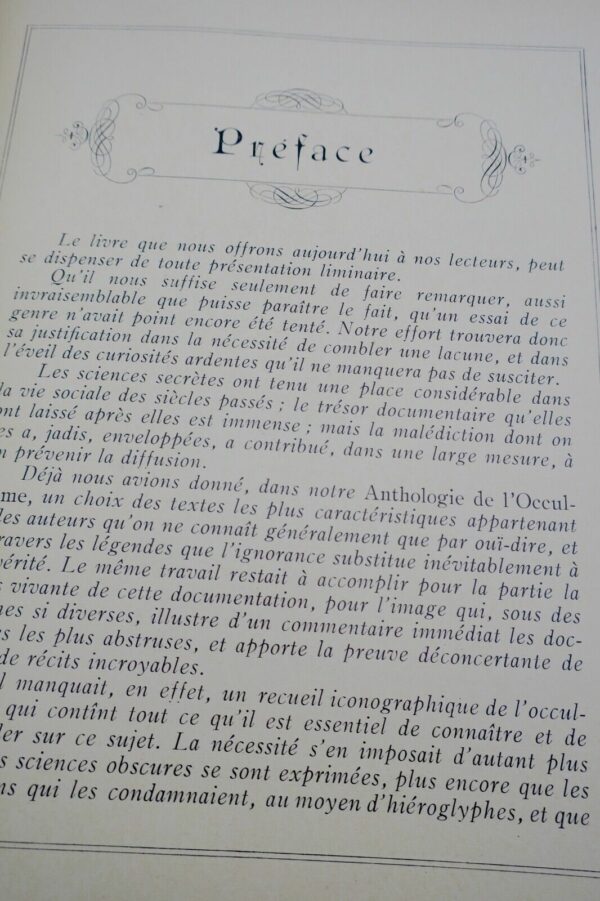 Préface
Le livre que nous offrons aujourd'hui à nos lecteurs, peut
se dispenser de toute présentation liminaire.
Qu'il nous suffise seulement de faire remarquer, aussi
invraisemblable que puisse paraître le fait, qu'un essai de ce
genre n'avait point encore été tenté. Notre effort trouvera donc
sa justification dans la nécessité de combler une lacune, et dans
l'éveil des curiosités ardentes qu'il ne manquera pas de susciter.
Les sciences secrètes ont tenu une place considérable dans
la vie sociale des siècles passés ; le trésor documentaire qu'elles
ont laissé après elles est immense ; mais la malédiction dont on
es a, jadis, enveloppées, a contribué, dans une large mesure, à
n prévenir la diffusion.
Déjà nous avions donné, dans notre Anthologie de l'Occul-
me, un choix des textes les plus caractéristiques appartenant
les auteurs qu'on ne connaît généralement que par ouï-dire, et
ravers les légendes que l'ignorance substitue inévitablement à
vérité. Le même travail restait à accomplir pour la partie la
s vivante de cette documentation, pour l'image qui, sous des
nes si diverses, illustre d'un commentaire immédiat les doc-
s les plus abstruses, et apporte la preuve déconcertante de
de récits incroyables.
l manquait, en effet, un recueil iconographique de l'occul-
qui contînt tout ce qu'il est essentiel de connaître et de
ler sur ce sujet. La nécessité s'en imposait d'autant plus
s sciences obscures se sont exprimées, plus encore que les
ns qui les condamnaient, au moyen d'hiéroglyphes, et que